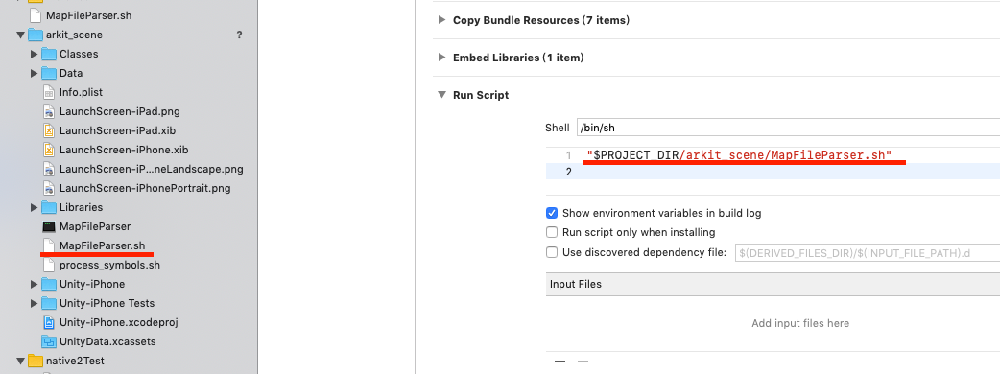 MapFileParser.sh
arkit_scene ?
Classes
Data
Info.plist
LaunchScreen-iPad.png
LaunchScreen-iPad.xib
LaunchScreen-iPhone.xib
LaunchScreen-iP...neLandscape.png
LaunchScreen-iPhonePortrait.png
Libraries
MapFileParser
MapFileParser.sh
process_symbols.sh
Unity-iPhone
Unity-iPhone Tests
Unity-iPhone.xcodeproj
UnityData.xcassets
native2Test
Copy Bundle Resources (7 items)
Embed Libraries (1 item)
Run Script
Shell /bin/sh
1 "$PROJECT_DIR/arkit_scene/MapFileParser.sh"
2
Show environment variables in build log
Run script only when installing
Use discovered dependency file: $(DERIVED_FILES_DIR)/$(INPUT_FILE_PATH).d
Input Files
Add input files here